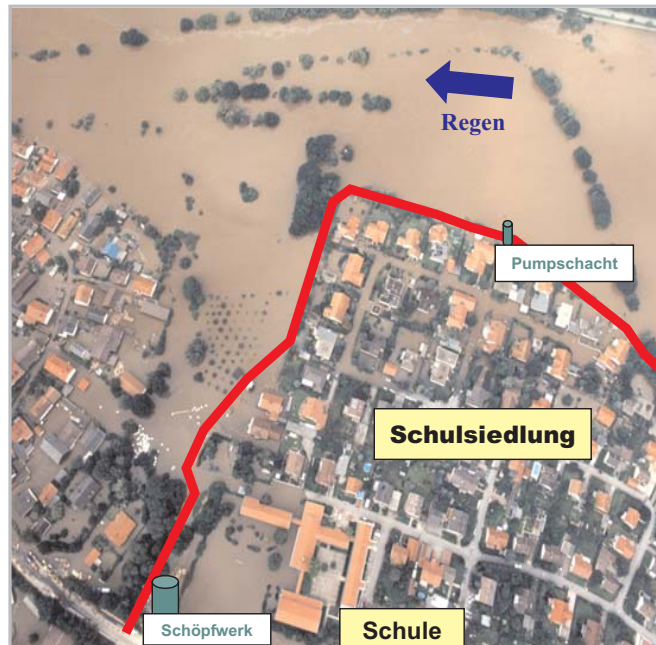 Regen
Pumpschacht
Schulsiedlung
Schöpfwerk
Schule